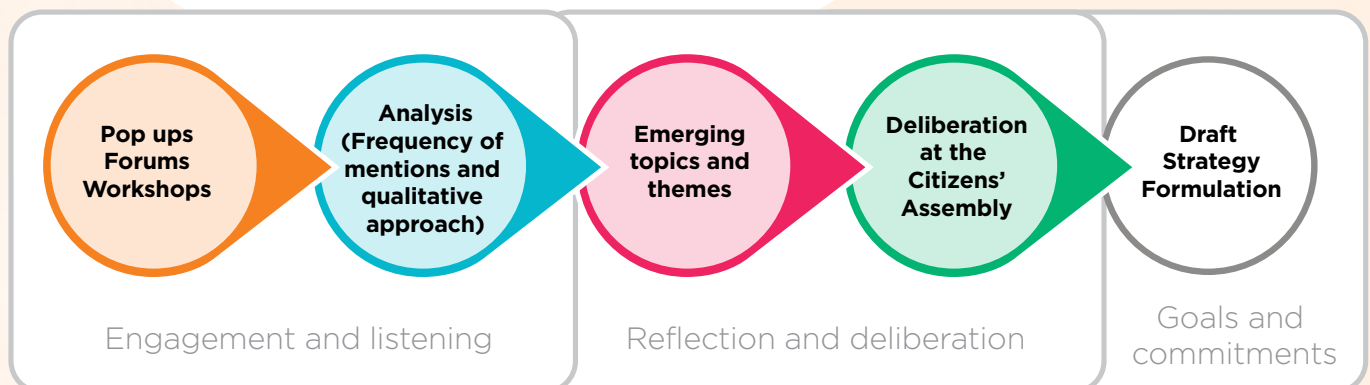 Pop ups
Forums
Workshops
Analysis
(Frequency of
mentions and
qualitative
approach)
Emerging
topics and
themes
Deliberation
at the
Citizens’
Assembly
Draft
Strategy
Formulation
Engagement and listening
Reflection and deliberation
Goals and
commitments